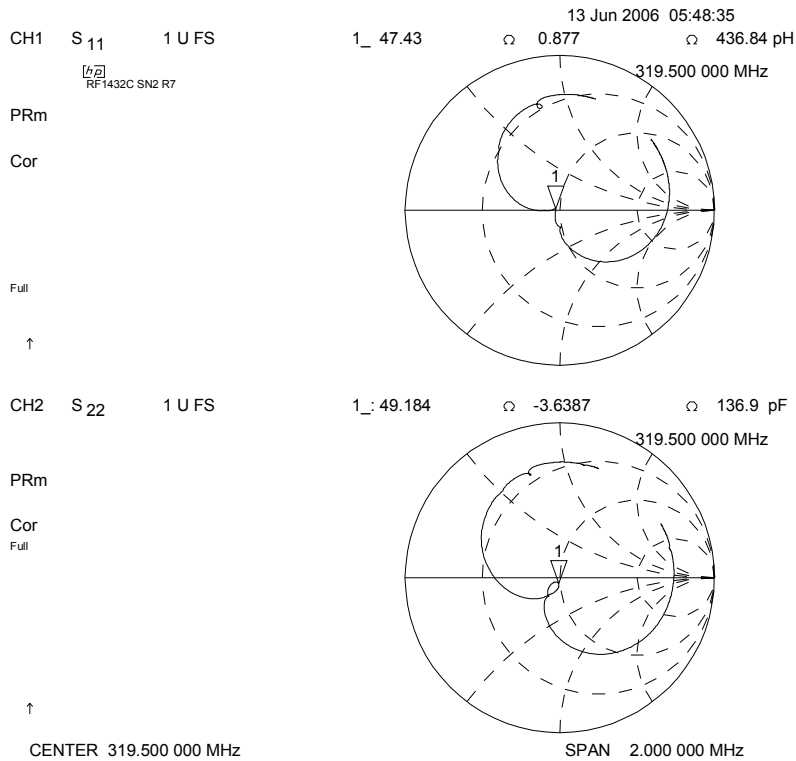 13 Jun 2006 05:48:35
CH1 S 11 1 U FS 1_ 47.43 Ω 0.877 Ω 436.84 pH
hp
319.500 000 MHz
RF1432C SN2 R7
PRm
Cor
1
Full
↑
CH2 S 22 1 U FS 1_: 49.184 Ω -3.6387 Ω 136.9 pF
319.500 000 MHz
PRm
Cor
Full
1
↑
CENTER 319.500 000 MHz SPAN 2.000 000 MHz